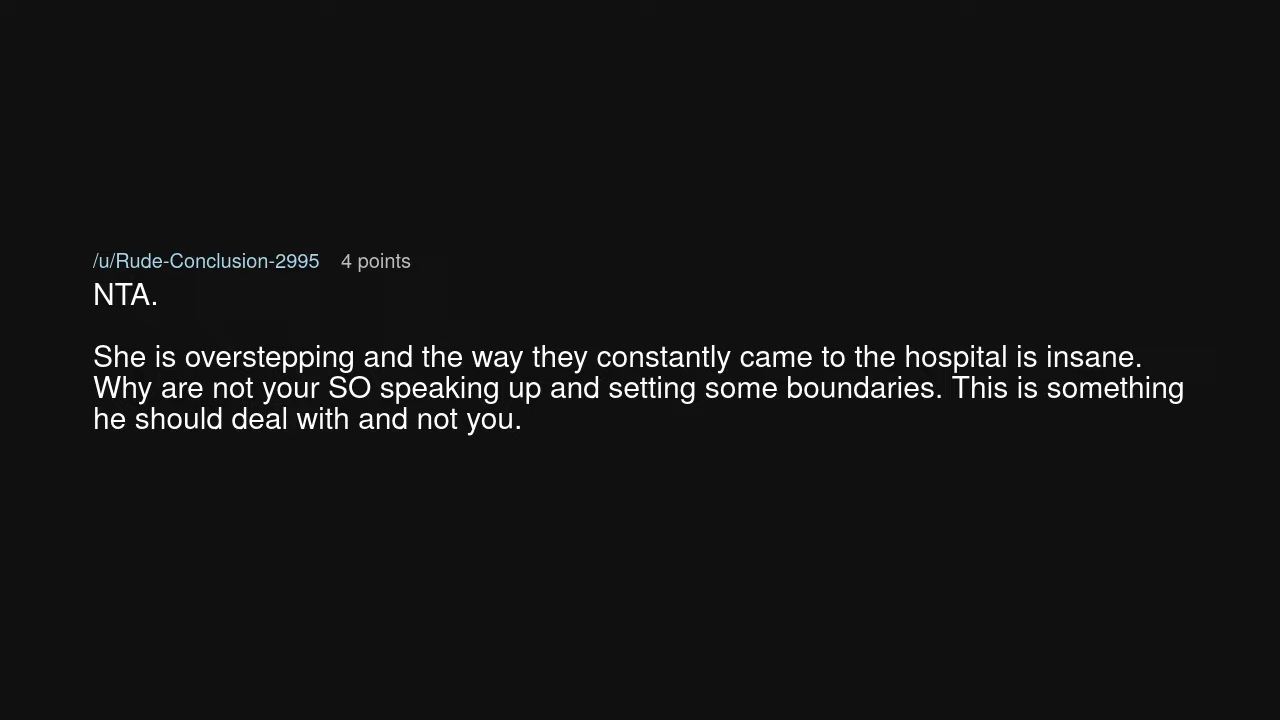 /u/Rude-Conclusion-2995 4 points
NTA.
She is overstepping and the way they constantly came to the hospital is insane.
Why are not your SO speaking up and setting some boundaries. This is something
he should deal with and not you.